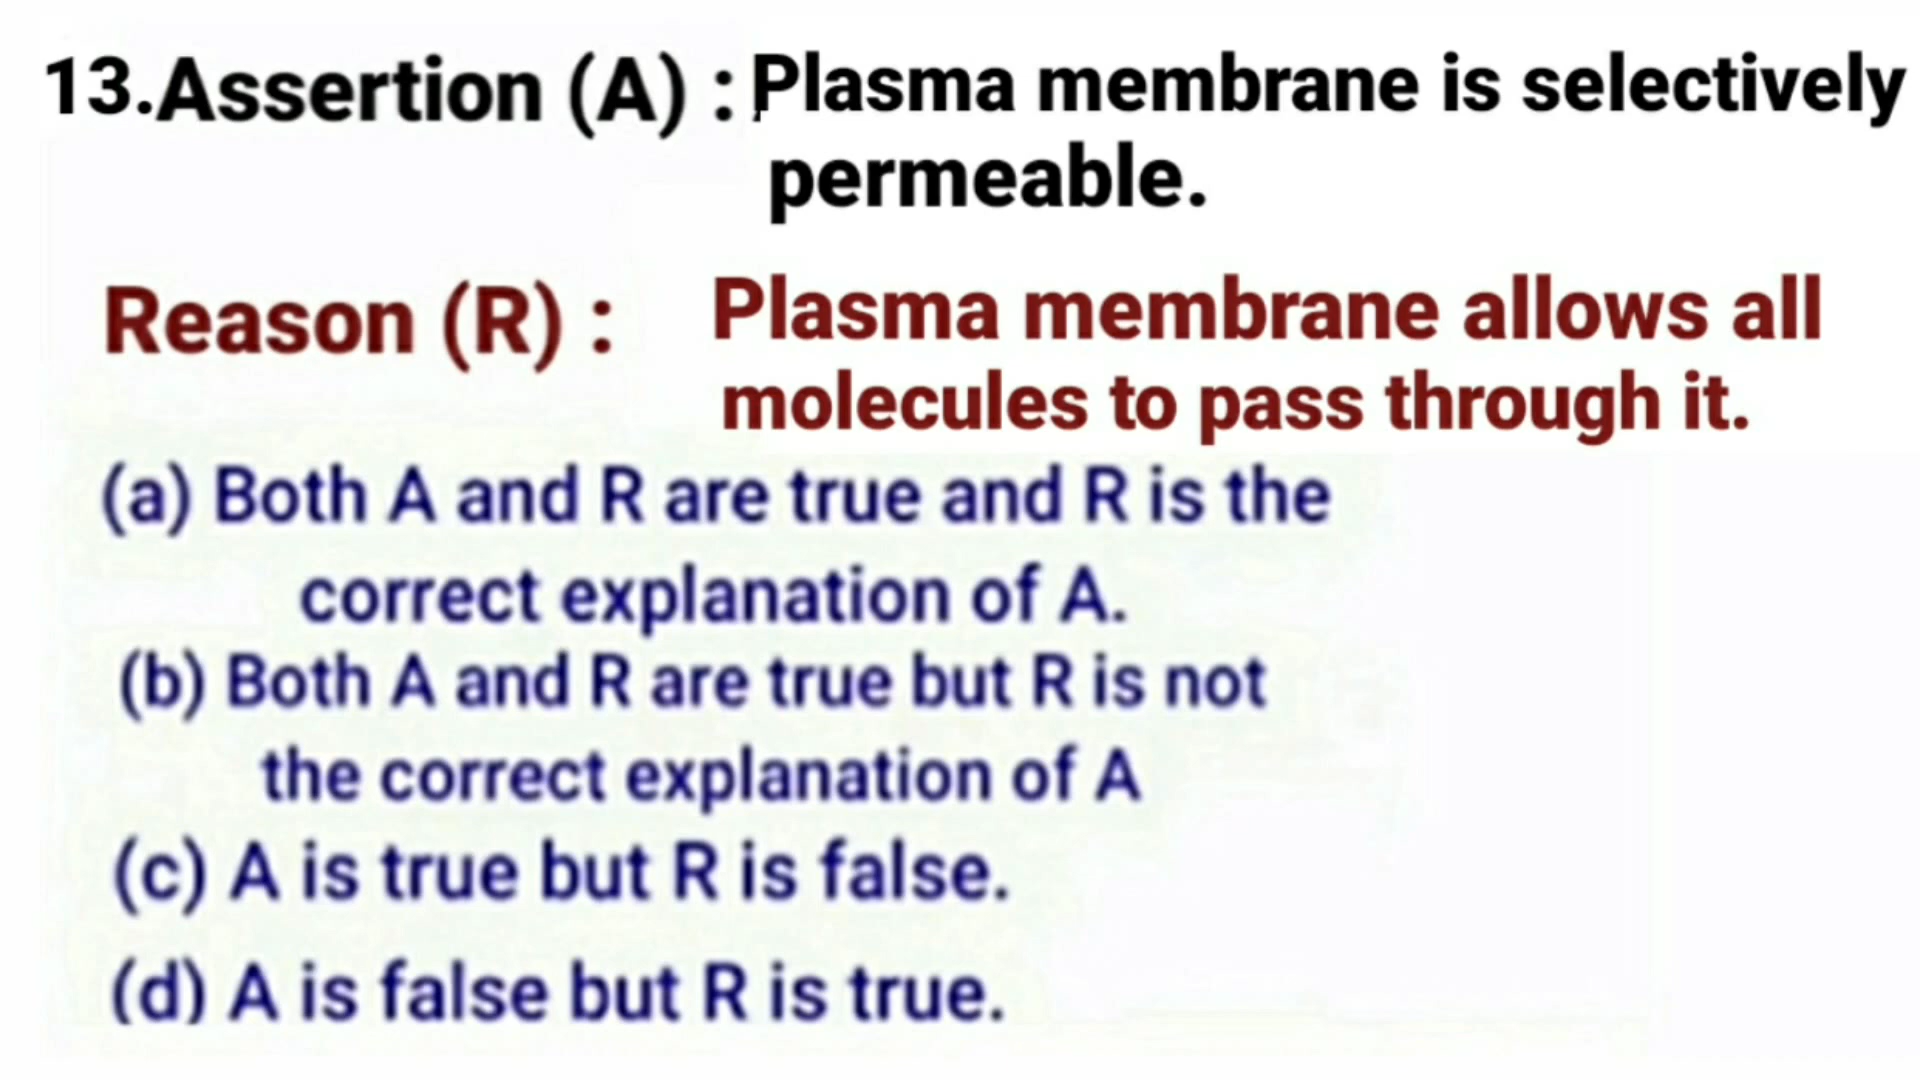 13.Assertion (A) : Plasma membrane is selectively
permeable.
Reason (R) : Plasma membrane allows all
molecules to pass through it.
(a) Both A and R are true and R is the
correct explanation of A.
(b) Both A and R are true but R is not
the correct explanation of A
(c) A is true but R is false.
(d) A is false but R is true.